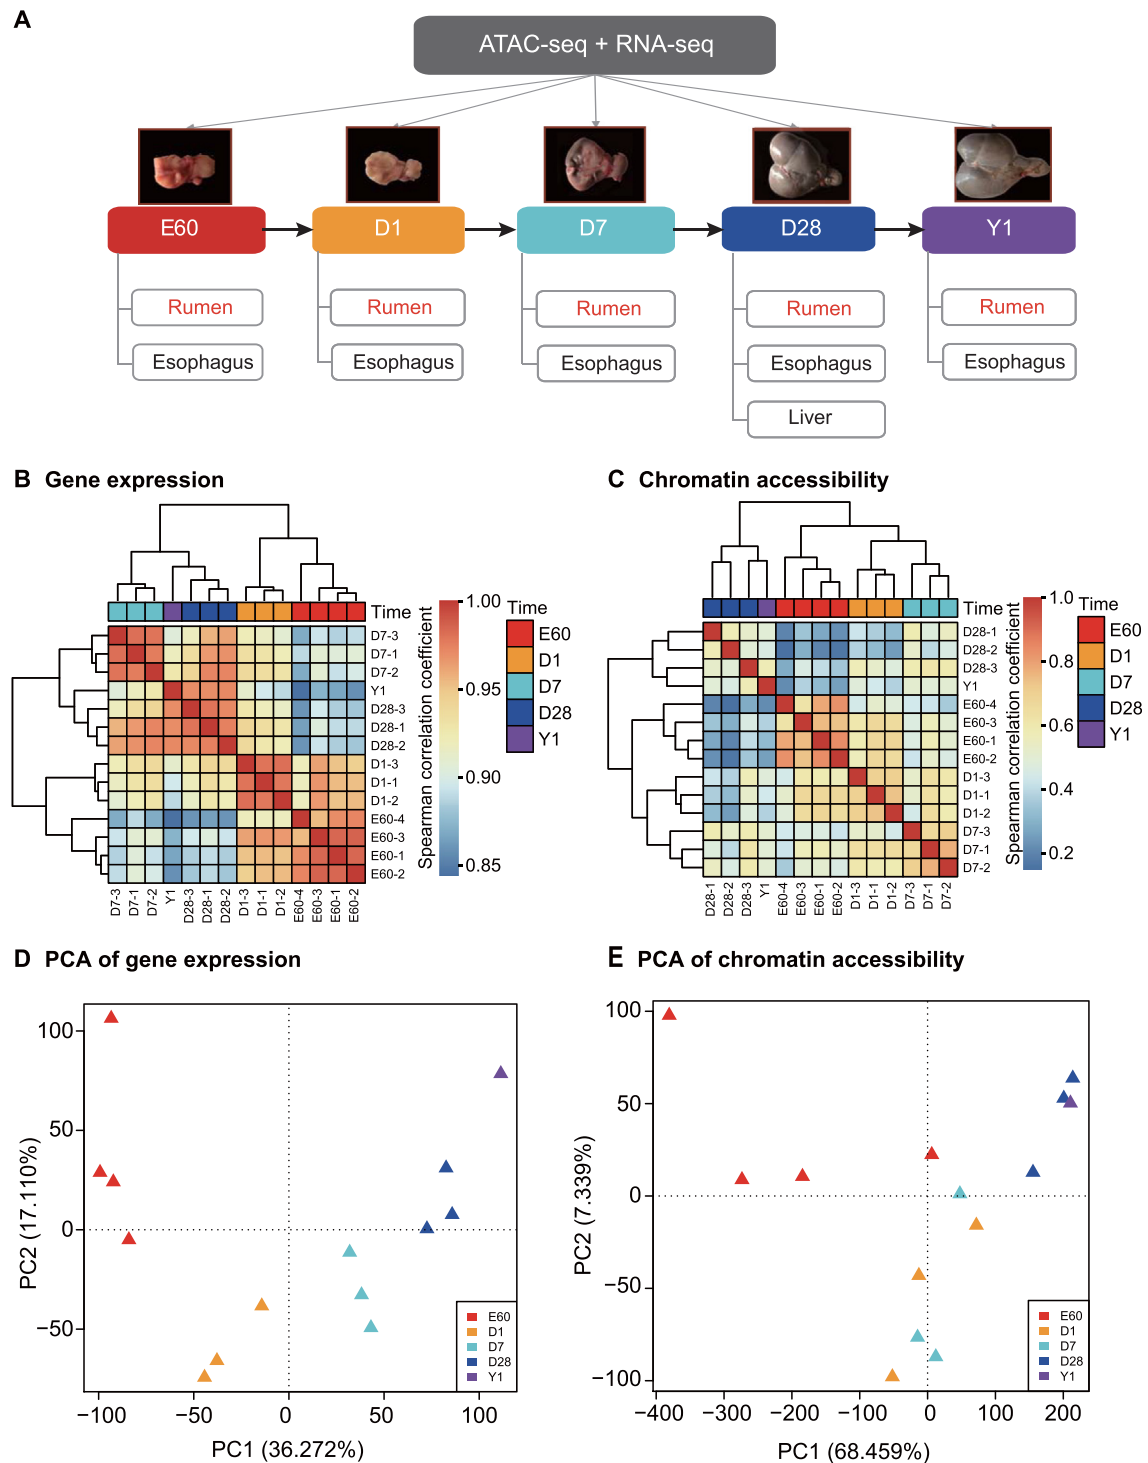 A
ATAC-seq + RNA-seq
E60
D1
D7
D28
Y1
Rumen
Rumen
Rumen
Rumen
Rumen
Esophagus
Esophagus
Esophagus
Esophagus
Esophagus
Liver
B Gene expression
Time
D7-3
D7-1
D7-2
Y1
D28-3
D28-1
D28-2
D1-3
D1-1
D1-2
E60-4
E60-3
E60-1
E60-2
D7-3
D7-1
D7-2
Y1
D28-3
D28-1
D28-2
D1-3
D1-1
D1-2
E60-4
E60-3
E60-1
E60-2
Spearman correlation coefficient
1.00
0.95
0.90
0.85
Time
E60
D1
D7
D28
Y1
C Chromatin accessibility
Time
D28-1
D28-2
D28-3
Y1
E60-4
E60-3
E60-1
E60-2
D1-3
D1-1
D1-2
D7-3
D7-1
D7-2
D28-1
D28-2
D28-3
Y1
E60-4
E60-3
E60-1
E60-2
D1-3
D1-1
D1-2
D7-3
D7-1
D7-2
Spearman correlation coefficient
1.0
0.8
0.6
0.4
0.2
Time
E60
D1
D7
D28
Y1
D PCA of gene expression
PC2 (17.110%)
100
50
0
−50
−100
−50
0
50
100
PC1 (36.272%)
E60
D1
D7
D28
Y1
E PCA of chromatin accessibility
PC2 (7.339%)
100
50
0
−50
−100
−400
−300
−200
−100
0
100
200
PC1 (68.459%)
E60
D1
D7
D28
Y1